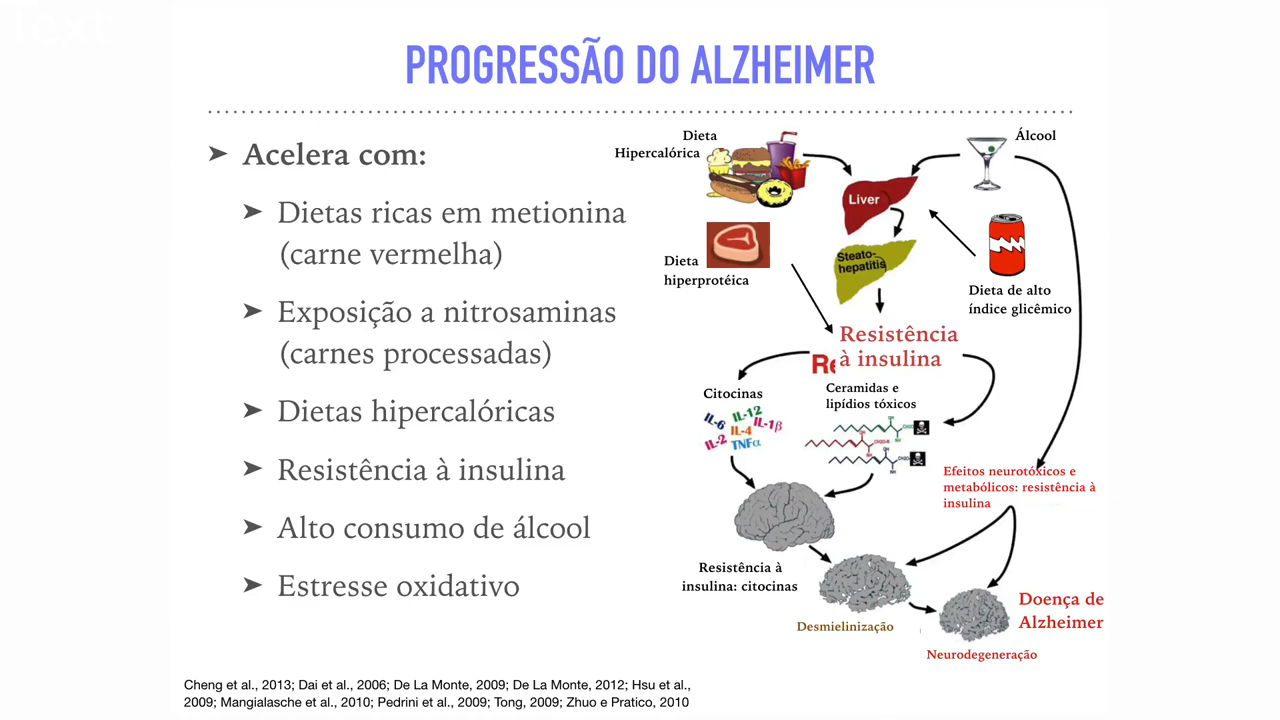 Text
PROGRESSÃO DO ALZHEIMER
➤ Acelera com:
➤ Dietas ricas em metionina
(carne vermelha)
➤ Exposição a nitrosaminas
(carnes processadas)
➤ Dietas hipercalóricas
➤ Resistência à insulina
➤ Alto consumo de álcool
➤ Estresse oxidativo
Dieta
Hipercalórica
Álcool
Liver
Dieta
hiperprotéica
Steato-
hepatitis
Dieta de alto
índice glicêmico
Resistência
à insulina
Re
Citocinas
IL-6
IL-12
IL-1β
IL-4
IL-2
TNFα
Ceramidas e
lipídios tóxicos
Efeitos neurotóxicos e
metabólicos: resistência à
insulina
Resistência à
insulina: citocinas
Desmielinização
Doença de
Alzheimer
Neurodegeneração
Cheng et al., 2013; Dai et al., 2006; De La Monte, 2009; De La Monte, 2012; Hsu et al.,
2009; Mangialasche et al., 2010; Pedrini et al., 2009; Tong, 2009; Zhuo e Pratico, 2010